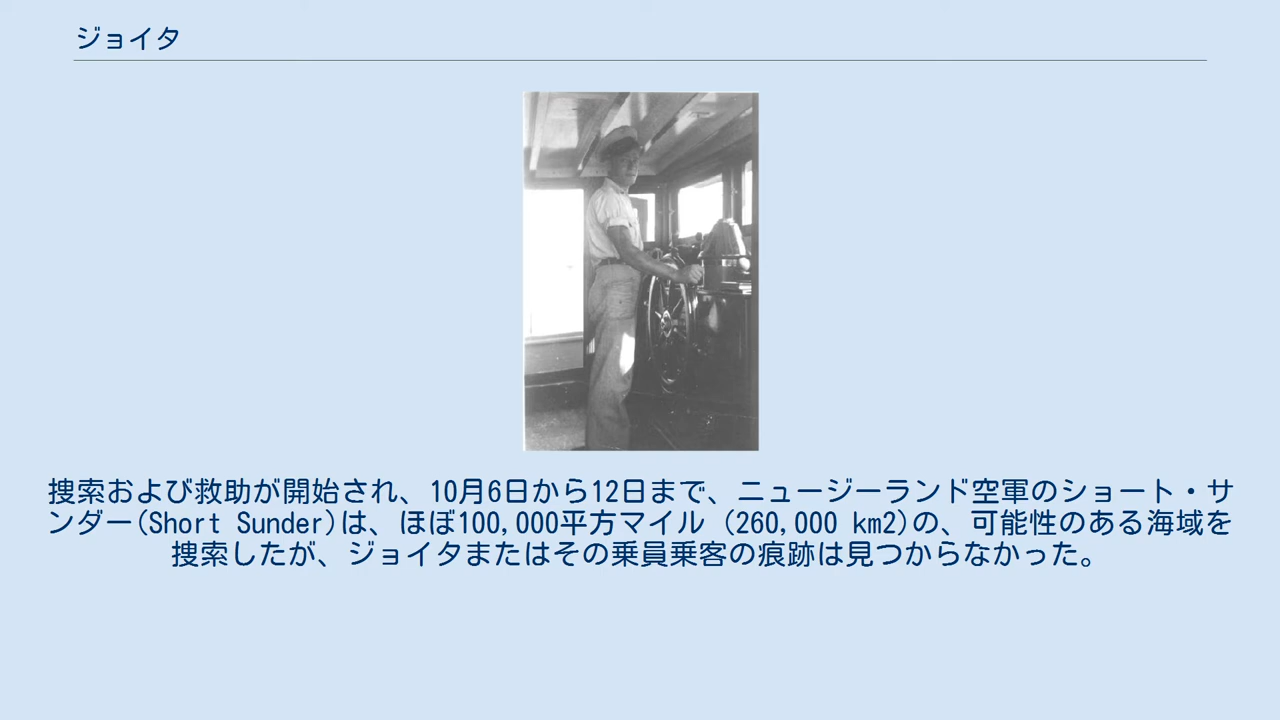 ジョイタ
捜索および救助が開始され、10月6日から12日まで、ニュージーランド空軍のショート・サ
ンダー(Short Sunder)は、ほぼ100,000平方マイル (260,000 km2)の、可能性のある海域を
捜索したが、ジョイタまたはその乗員乗客の痕跡は見つからなかった。